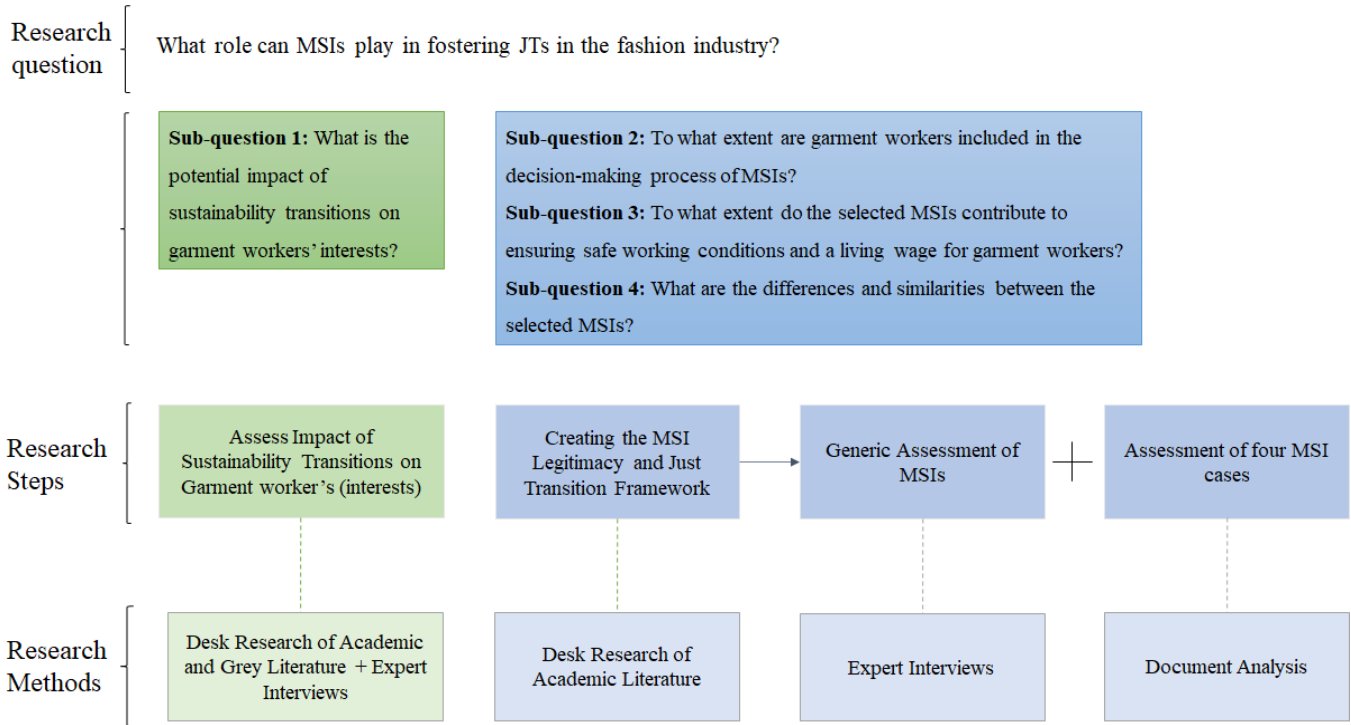 Research
question
What role can MSIs play in fostering JTs in the fashion industry?
Sub-question 1: What is the
potential impact of
sustainability transitions on
garment workers' interests?
Sub-question 2: To what extent are garment workers included in the
decision-making process of MSIs?
Sub-question 3: To what extent do the selected MSIs contribute to
ensuring safe working conditions and a living wage for garment workers?
Sub-question 4: What are the differences and similarities between the
selected MSIs?
Research
Steps
Assess Impact of
Sustainability Transitions on
Garment worker's (interests)
Creating the MSI
Legitimacy and Just
Transition Framework
Generic Assessment of
MSIs
Assessment of four MSI
cases
Research
Methods
Desk Research of Academic
and Grey Literature + Expert
Interviews
Desk Research of
Academic Literature
Expert Interviews
Document Analysis